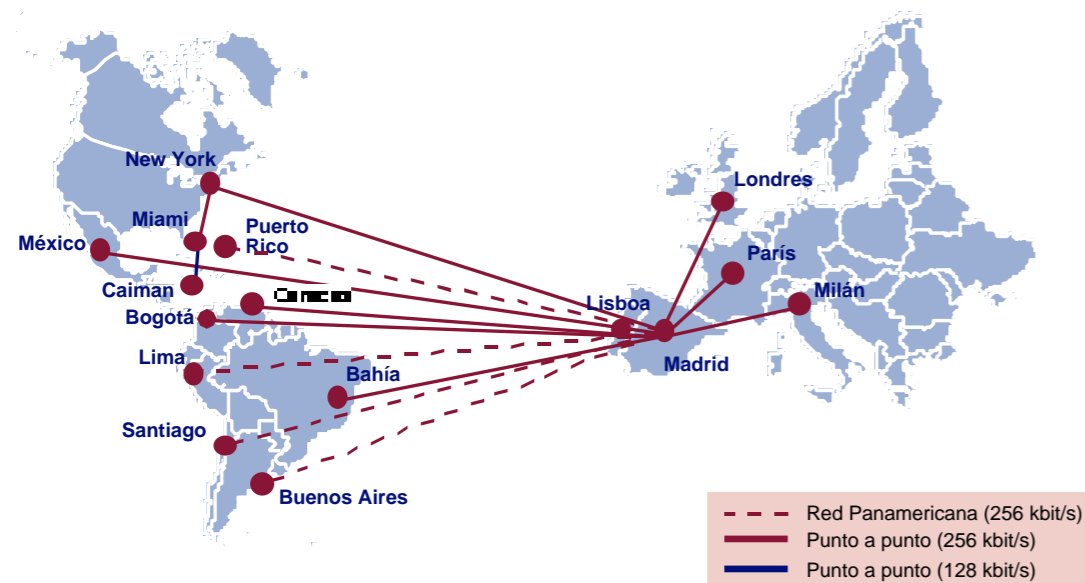 New York
Londres
Miami
Puerto
Rico
México
París
Caiman
Milán
Lisboa
Bogotá
Lima
Madrid
Bahía
Santiago
Buenos Aires
Red Panamericana (256 kbit/s)
Punto a punto (256 kbit/s)
Punto a punto (128 kbit/s)